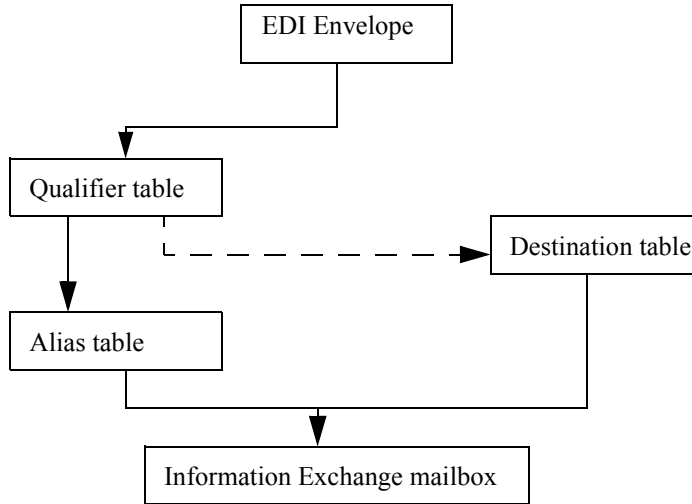 EDI Envelope
Qualifier table
Destination table
Alias table
Information Exchange mailbox